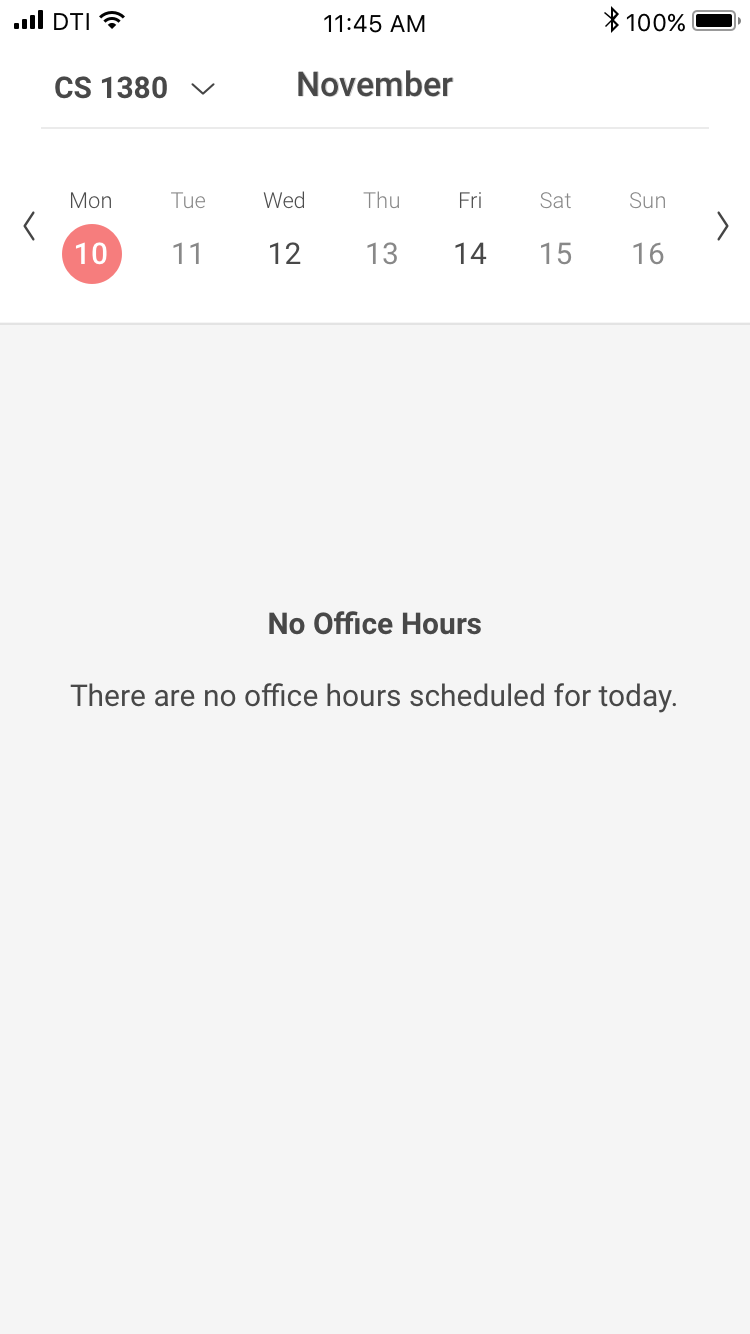 DTI 11:45 AM 100%
CS 1380 November
Mon Tue Wed Thu Fri Sat Sun
10 11 12 13 14 15 16
No Office Hours
There are no office hours scheduled for today.